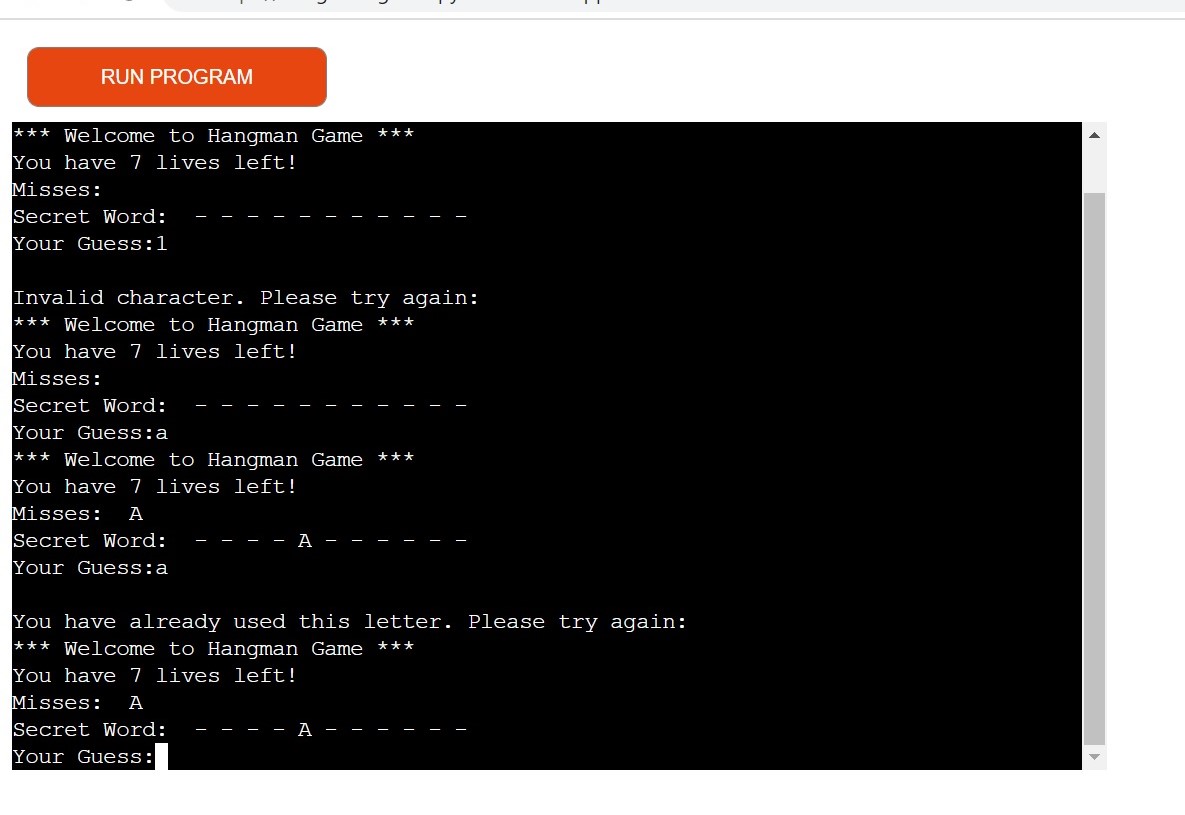 RUN PROGRAM
*** Welcome to Hangman Game ***
You have 7 lives left!
Misses:
Secret Word:  - - - - - - - - - - -
Your Guess:1
Invalid character. Please try again:
*** Welcome to Hangman Game ***
You have 7 lives left!
Misses:
Secret Word:  - - - - - - - - - - -
Your Guess:a
*** Welcome to Hangman Game ***
You have 7 lives left!
Misses:  A
Secret Word:  - - - - A - - - - - -
Your Guess:a
You have already used this letter. Please try again:
*** Welcome to Hangman Game ***
You have 7 lives left!
Misses:  A
Secret Word:  - - - - A - - - - - -
Your Guess: